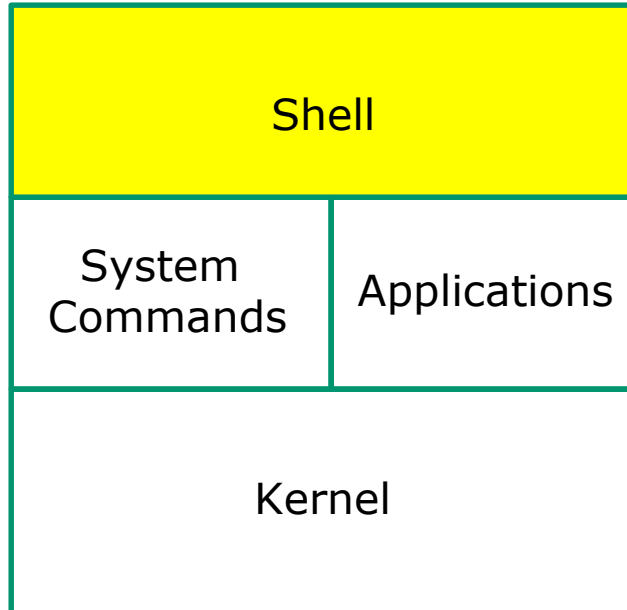 Shell
System
Commands
Applications
Kernel